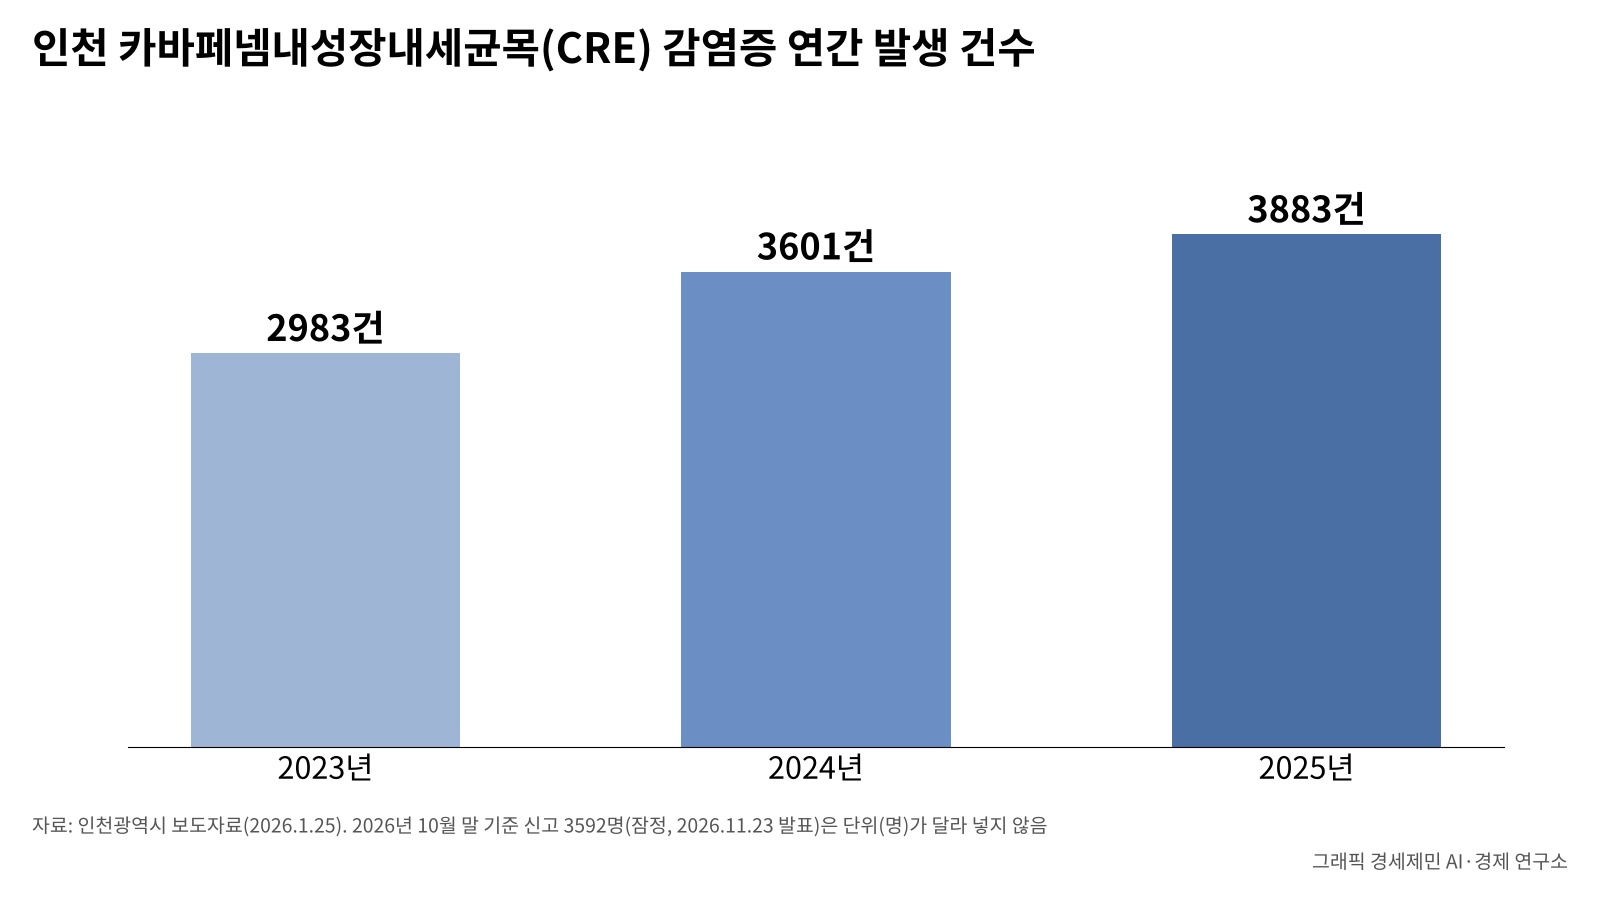 인천 카바페넴내성장내세균목(CRE) 감염증 연간 발생 건수
2983건
3601건
3883건
2023년
2024년
2025년
자료: 인천광역시 보도자료(2026.1.25). 2026년 10월 말 기준 신고 3592명(잠정, 2026.11.23 발표)은 단위(명)가 달라 넣지 않음
그래픽 경세제민 AI·경제 연구소